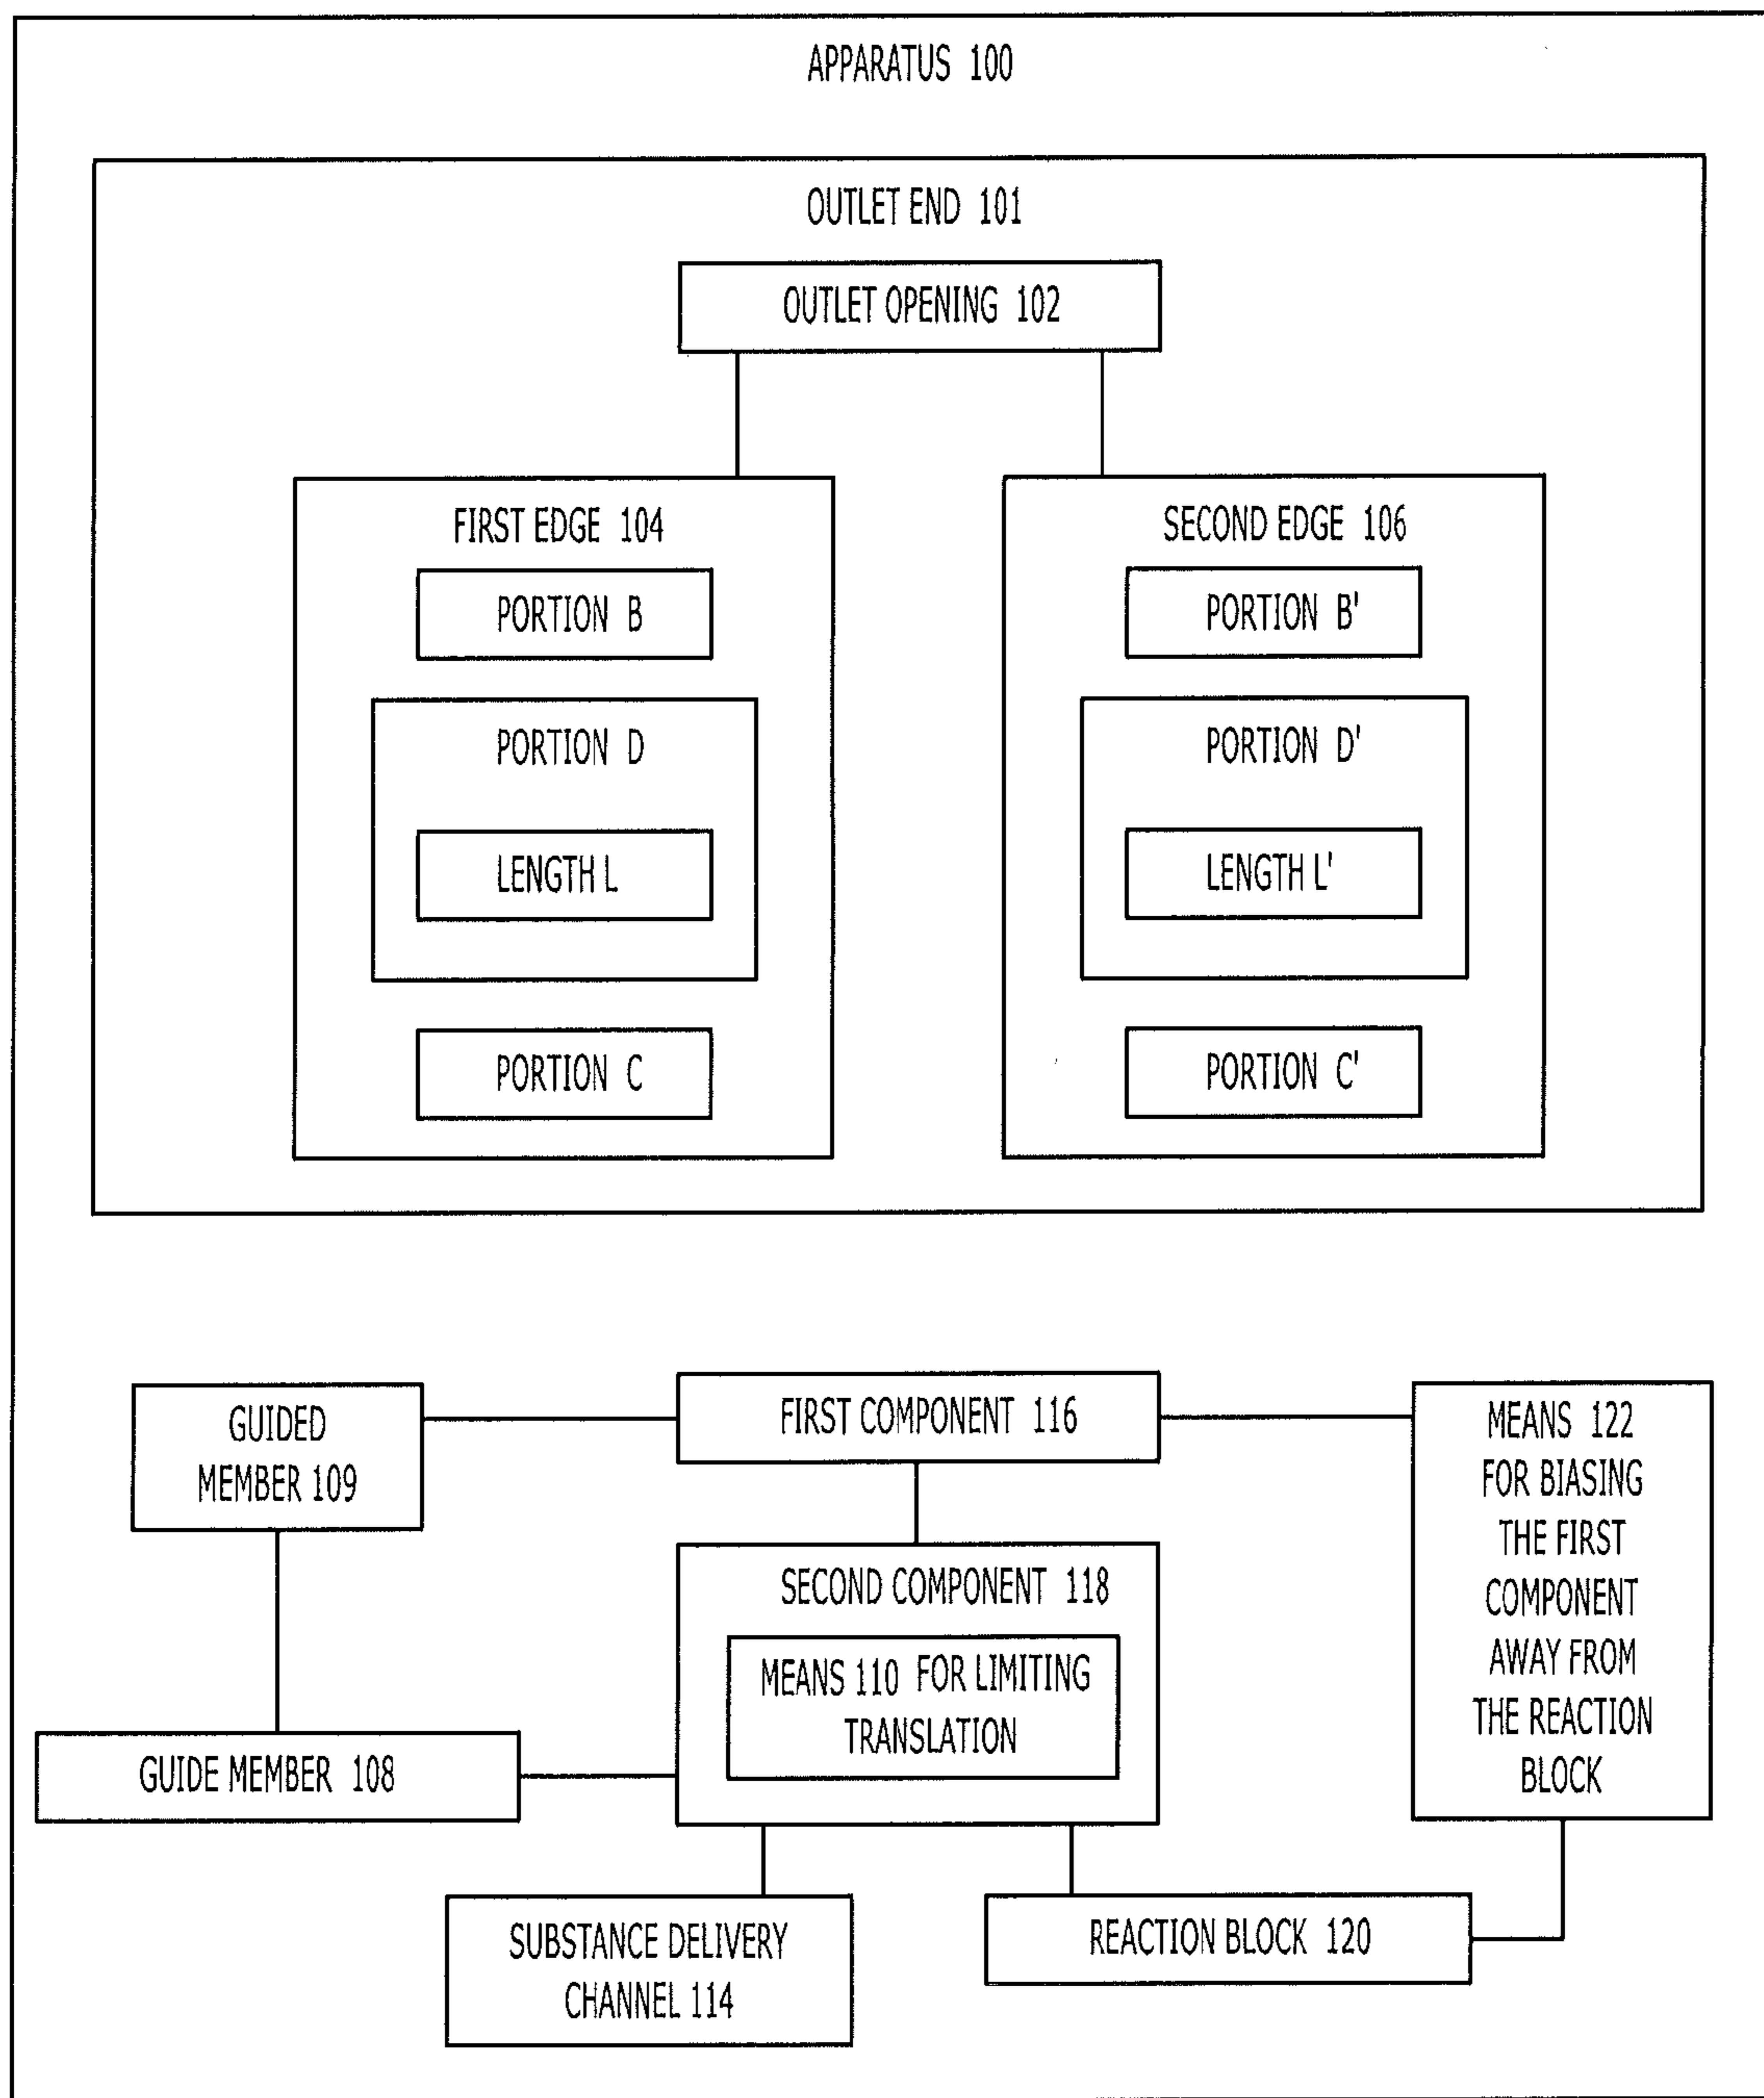 APPARATUS 100
OUTLET END 101
OUTLET OPENING 102
FIRST EDGE 104
PORTION B
PORTION D
LENGTH L
PORTION C
SECOND EDGE 106
PORTION B'
PORTION D'
LENGTH L'
PORTION C'
GUIDED
MEMBER 109
FIRST COMPONENT 116
MEANS 122
FOR BIASING
THE FIRST
COMPONENT
AWAY FROM
THE REACTION
BLOCK
SECOND COMPONENT 118
MEANS 110 FOR LIMITING
TRANSLATION
GUIDE MEMBER 108
SUBSTANCE DELIVERY
CHANNEL 114
REACTION BLOCK 120